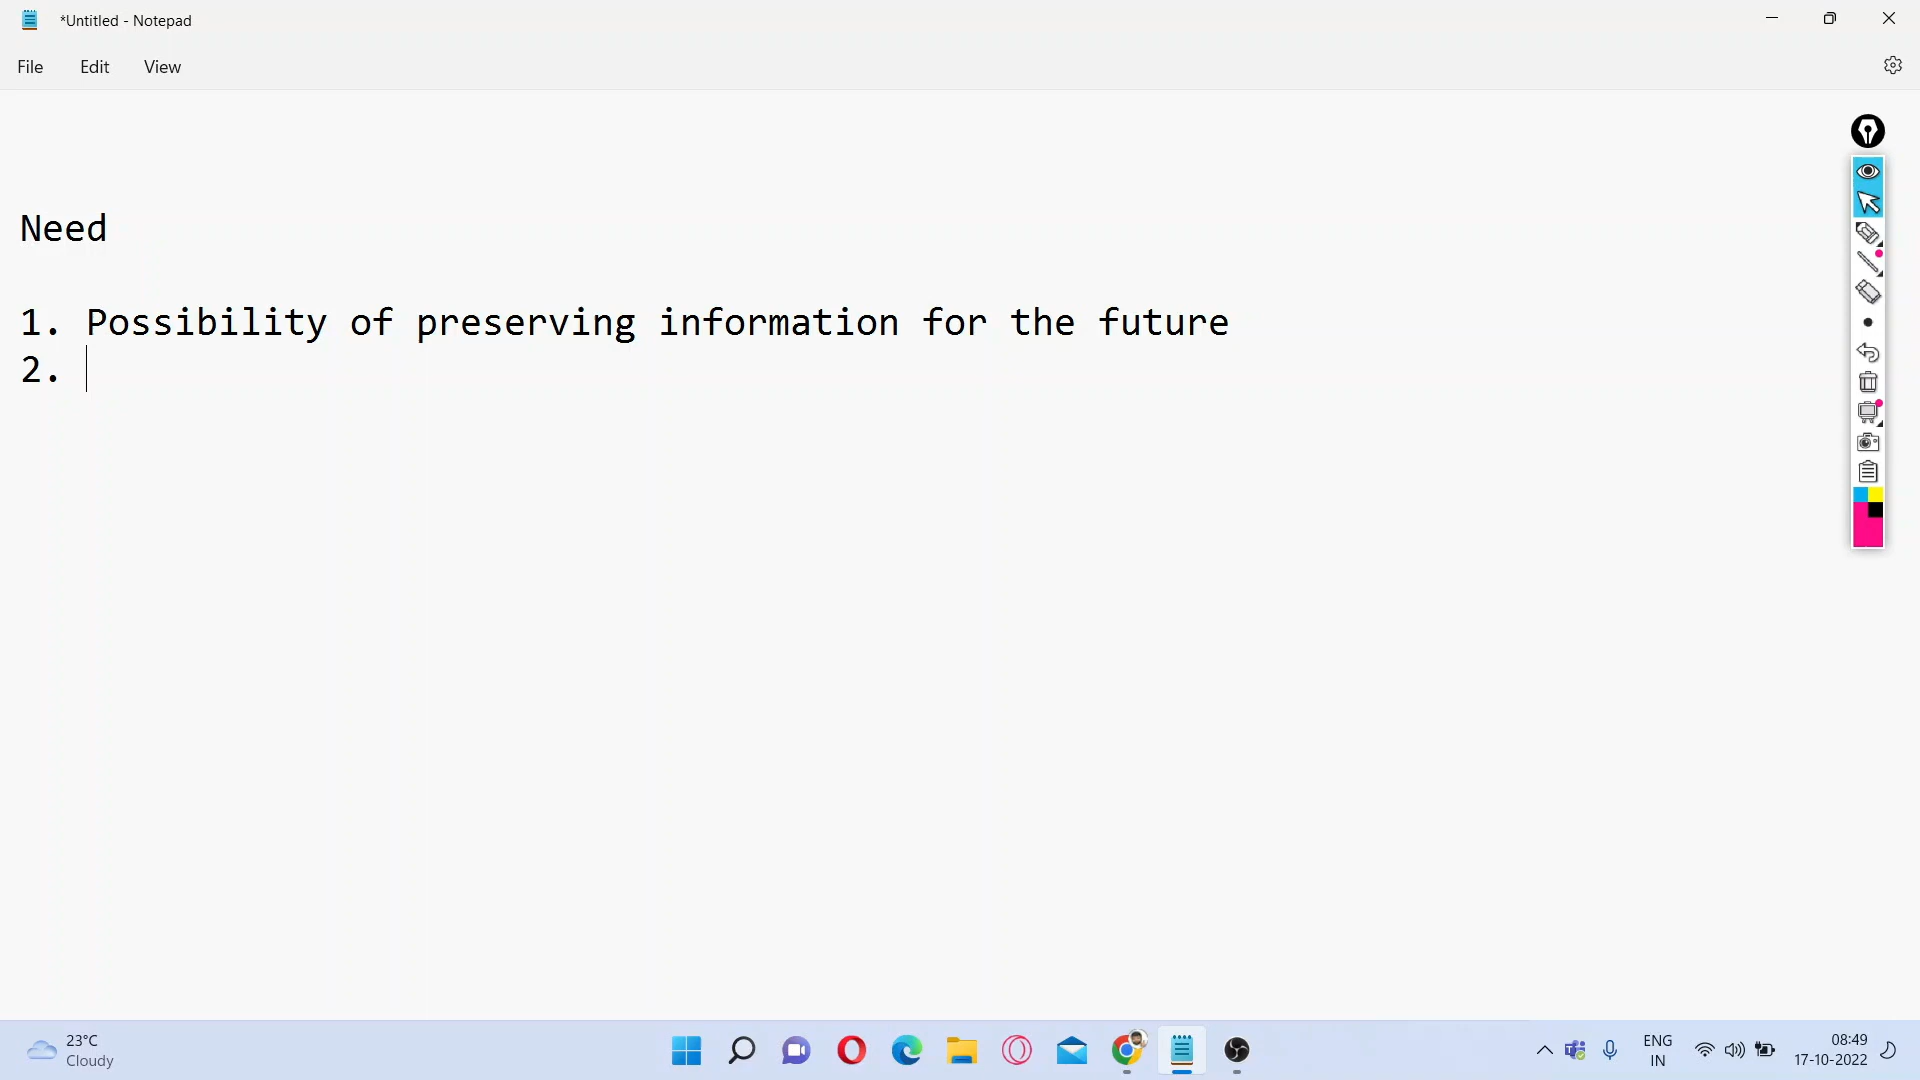 *Untitled - Notepad
File Edit View
Need
1. Possibility of preserving information for the future
2.
23°C
Cloudy
ENG
IN
08:49
17-10-2022